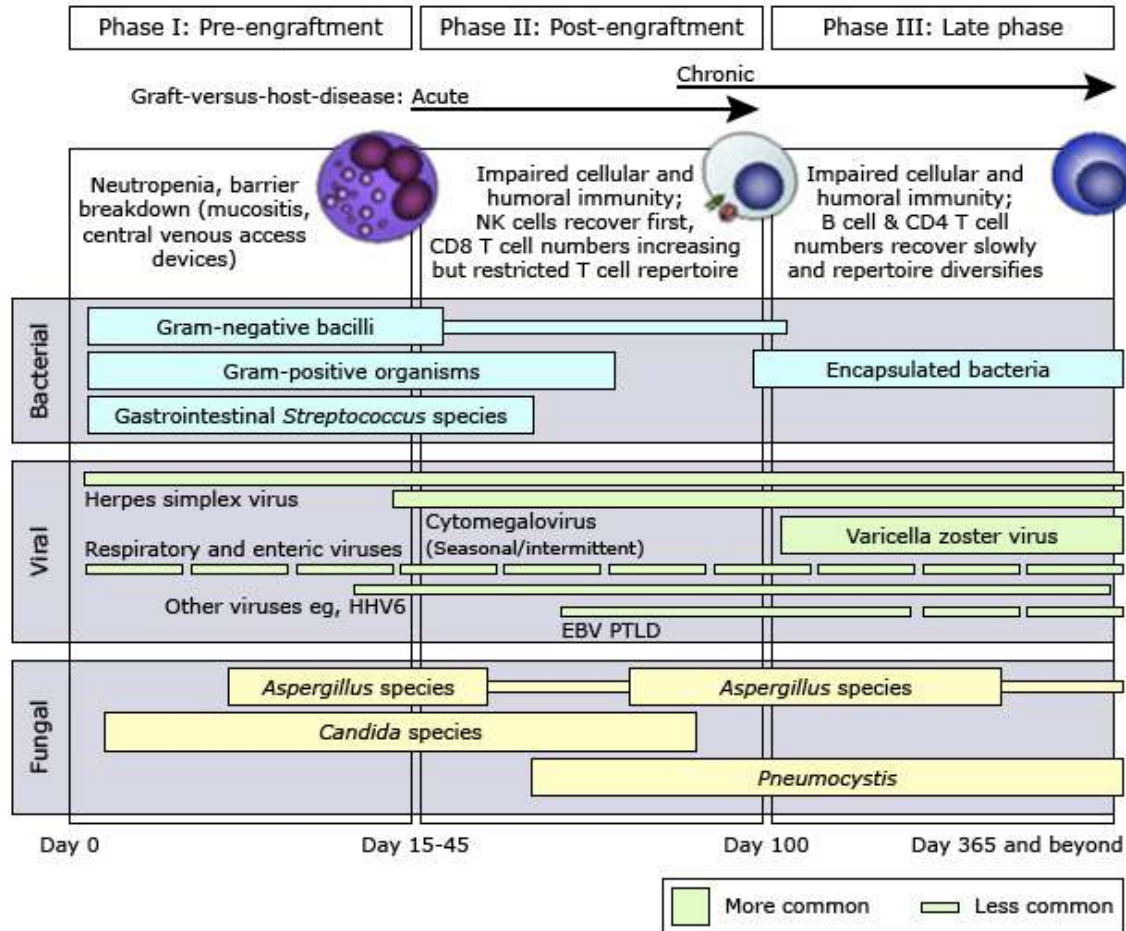 Phase I: Pre-engraftment
Phase II: Post-engraftment
Phase III: Late phase
Chronic
Graft-versus-host-disease: Acute
Neutropenia, barrier
breakdown (mucositis,
central venous access
devices)
Impaired cellular and
humoral immunity;
NK cells recover first,
CD8 T cell numbers increasing
but restricted T cell repertoire
Impaired cellular and
humoral immunity;
B cell & CD4 T cell
numbers recover slowly
and repertoire diversifies
Bacterial
Gram-negative bacilli
Gram-positive organisms
Encapsulated bacteria
Gastrointestinal Streptococcus species
Viral
Herpes simplex virus
Cytomegalovirus
(Seasonal/intermittent)
Varicella zoster virus
Respiratory and enteric viruses
Other viruses eg, HHV6
EBV PTLD
Fungal
Aspergillus species
Aspergillus species
Candida species
Pneumocystis
Day 0
Day 15-45
Day 100
Day 365 and beyond
More common
Less common